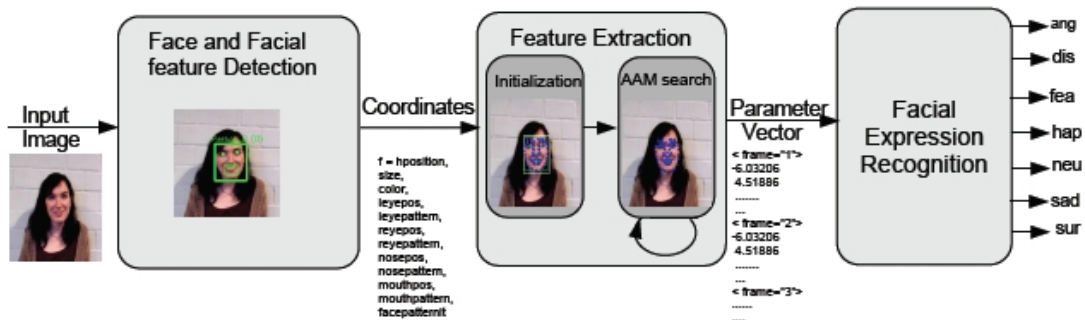 Input
Image
Face and Facial
feature Detection
Coordinates
f = hposition,
size,
color,
leyepos,
leyepattern,
reyepos,
reyepattern,
nosepos,
nosepattern,
mouthpos,
mouthpattern,
facepatternit
Feature Extraction
Initialization
AAM search
Parameter
Vector
< frame="1">
-6.03206
4.51886
.......
...
< frame="2">
-6.03206
4.51886
.......
...
< frame="3">
......
....
Facial
Expression
Recognition
ang
dis
fea
hap
neu
sad
sur